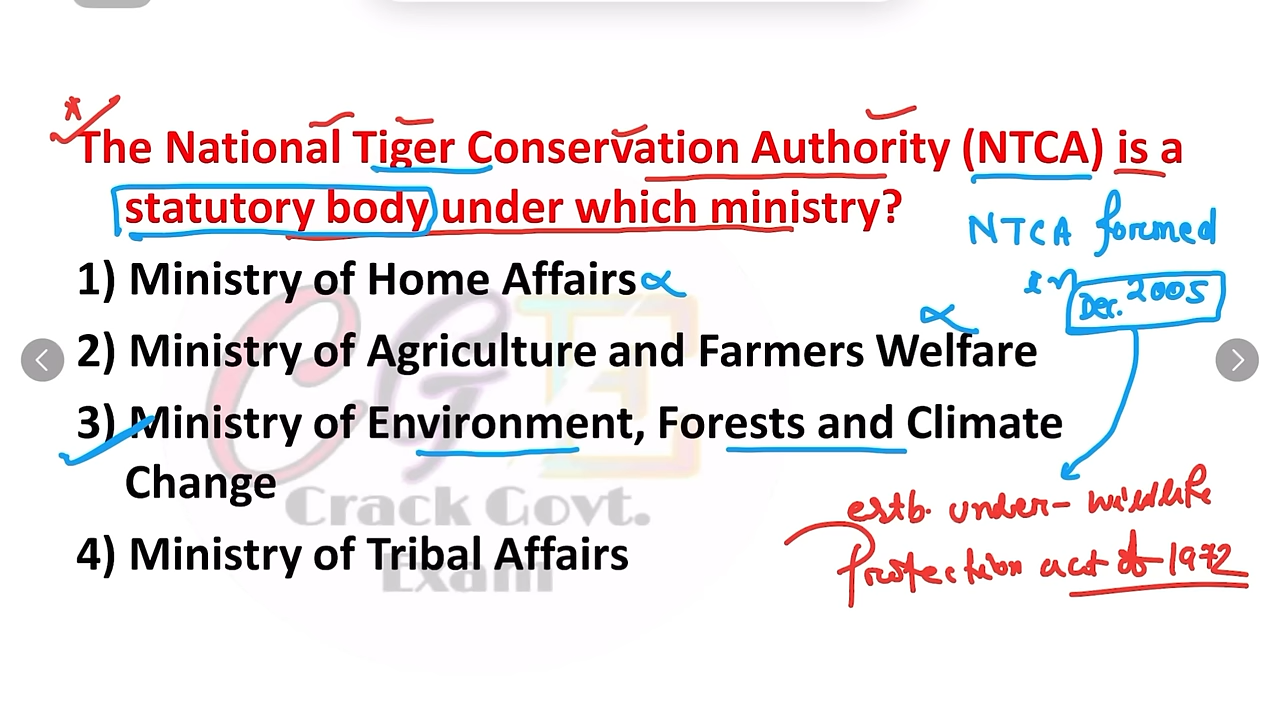 The National Tiger Conservation Authority (NTCA) is a
statutory body under which ministry?
NTCA formed
in Dec. 2005
1) Ministry of Home Affairs
2) Ministry of Agriculture and Farmers Welfare
3) Ministry of Environment, Forests and Climate
Change
4) Ministry of Tribal Affairs
estb. under- wildlife
Protection act of 1972
CGE
Crack Govt.
Exam